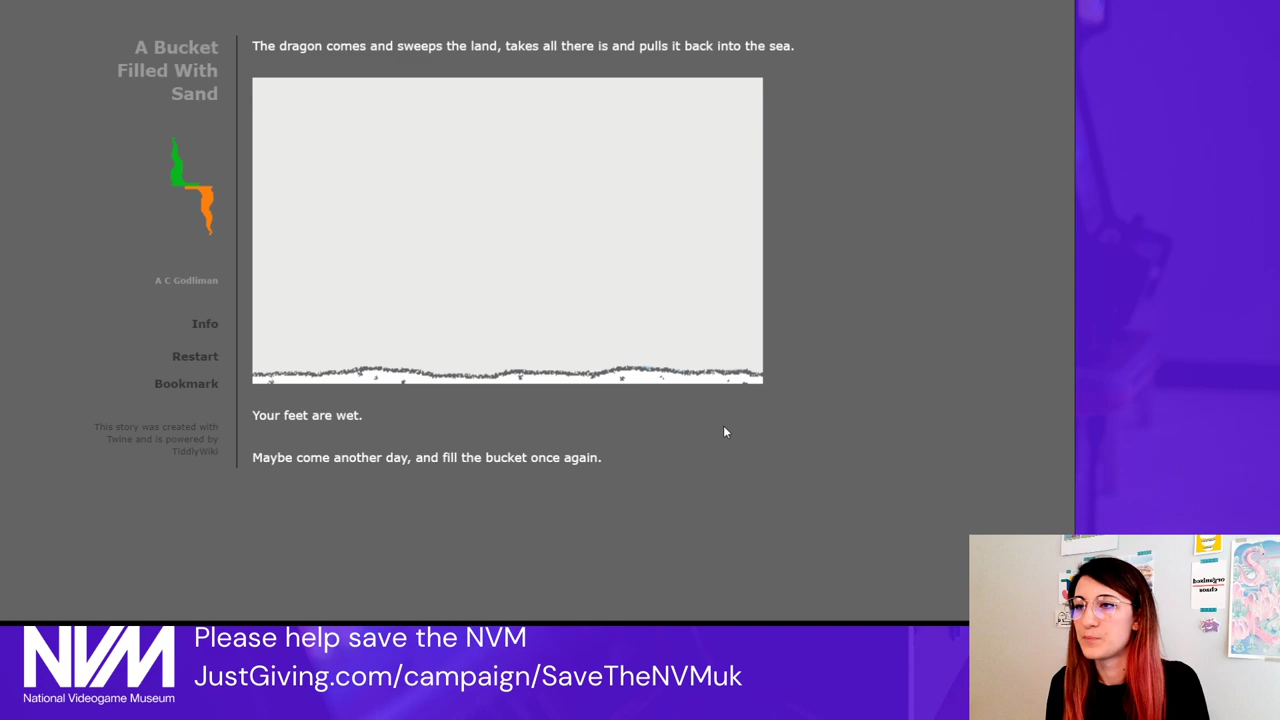 A Bucket
Filled With
Sand
A C Godliman
Info
Restart
Bookmark
This story was created with
Twine and is powered by
TiddlyWiki
The dragon comes and sweeps the land, takes all there is and pulls it back into the sea.
Your feet are wet.
Maybe come another day, and fill the bucket once again.
organised
chaos
NVM
National Videogame Museum
Please help save the NVM
JustGiving.com/campaign/SaveTheNVMuk